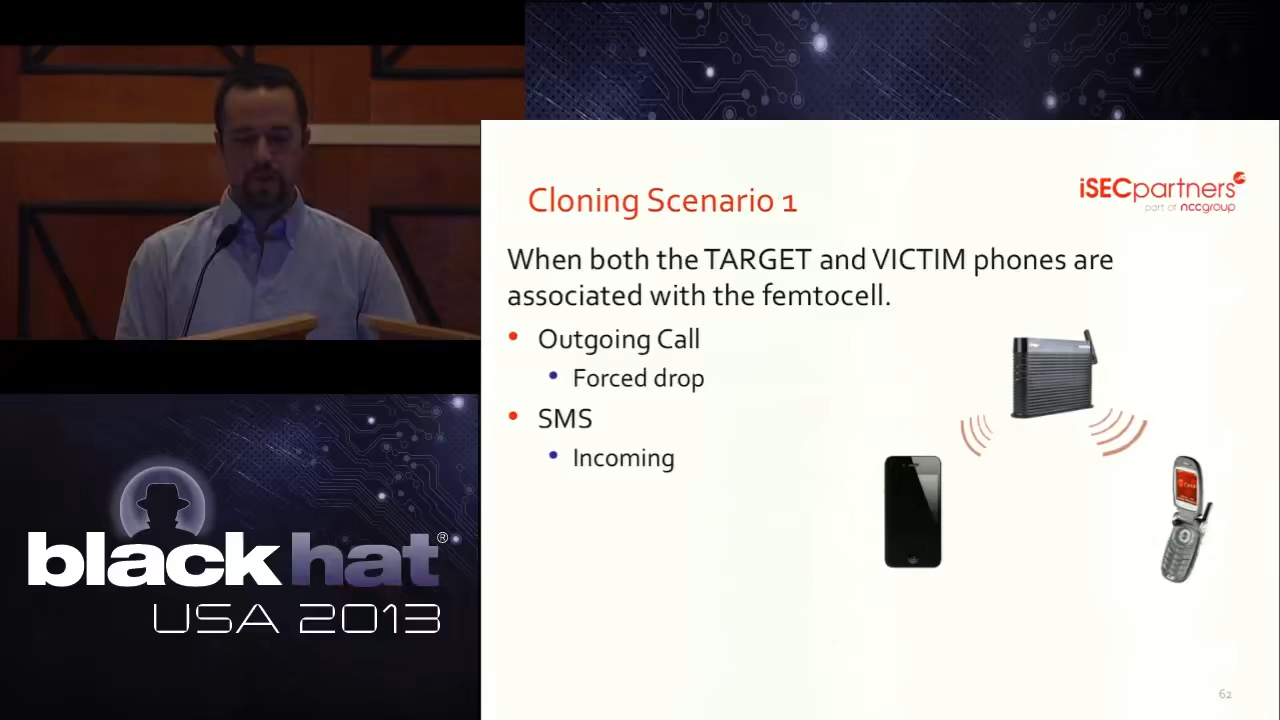 Cloning Scenario 1
iSECpartners
part of nccgroup
When both the TARGET and VICTIM phones are
associated with the femtocell.
• Outgoing Call
• Forced drop
• SMS
• Incoming
62
black hat®
USA 2013